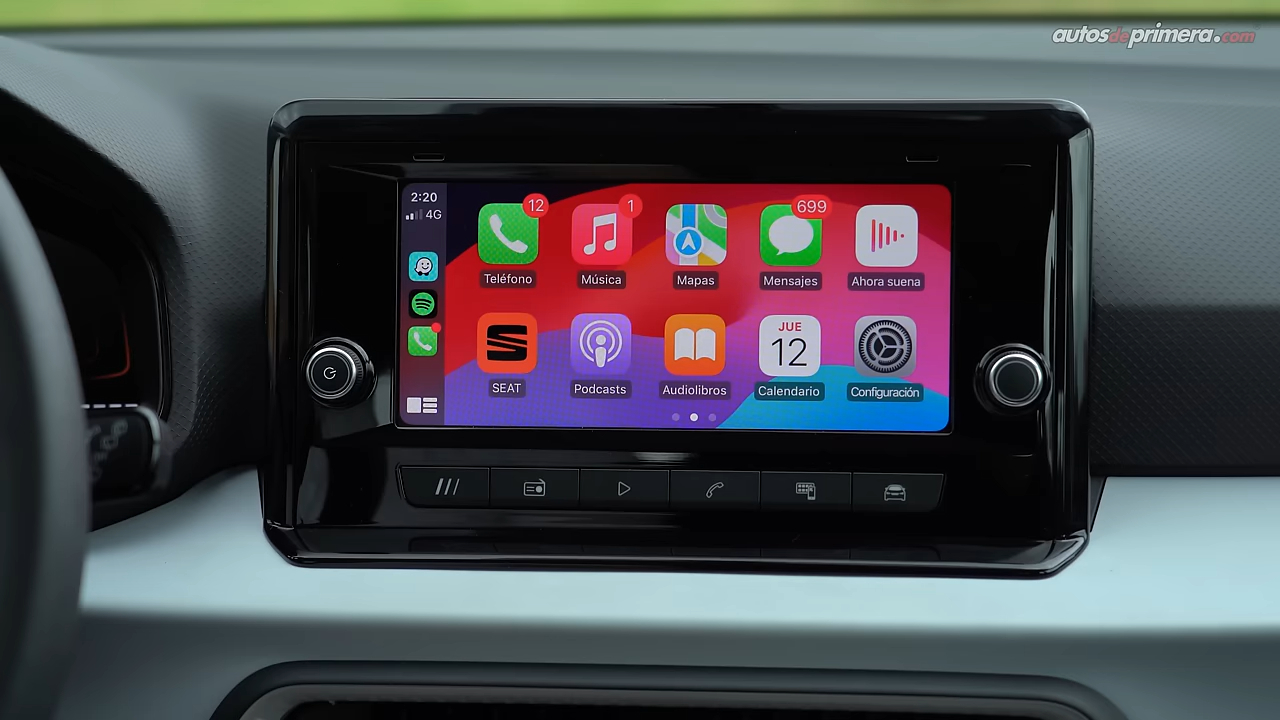 autosdeprimera.com
2:20
4G
12
1
699
Teléfono
Música
Mapas
Mensajes
Ahora suena
JUE
12
SEAT
Podcasts
Audiolibros
Calendario
Configuración